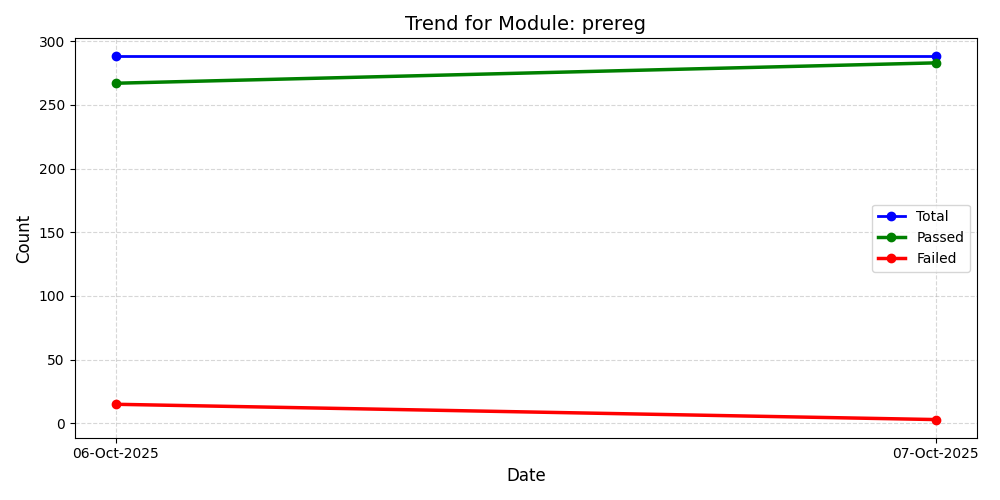 Trend for Module: prereg
300
250
200
150
100
50
0
Count
Total
Passed
Failed
06-Oct-2025
07-Oct-2025
Date